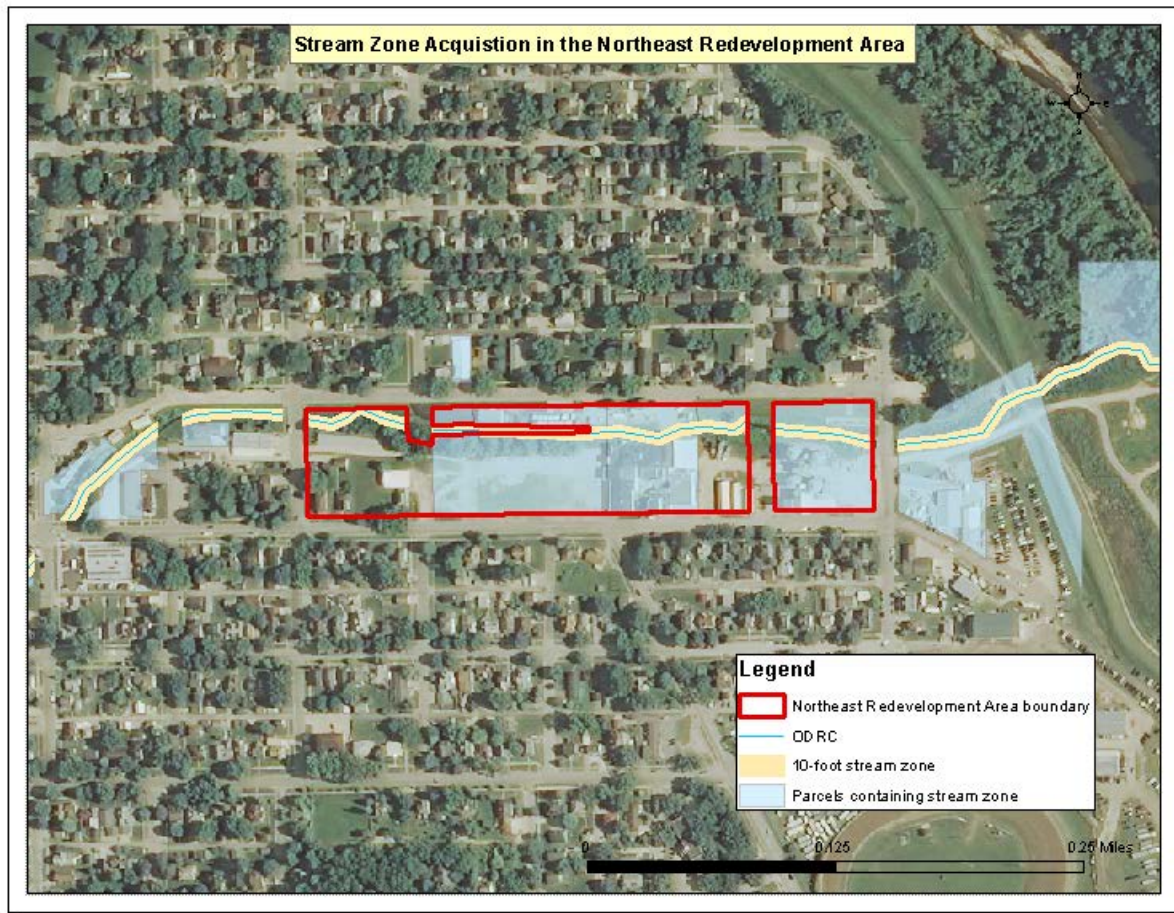 Stream Zone Acquistion in the Northeast Redevelopment Area
N
W E
S
Legend
Northeast Redevelopment Area boundary
ODRC
10-foot stream zone
Parcels containing stream zone
0 0.125 0.25 Miles